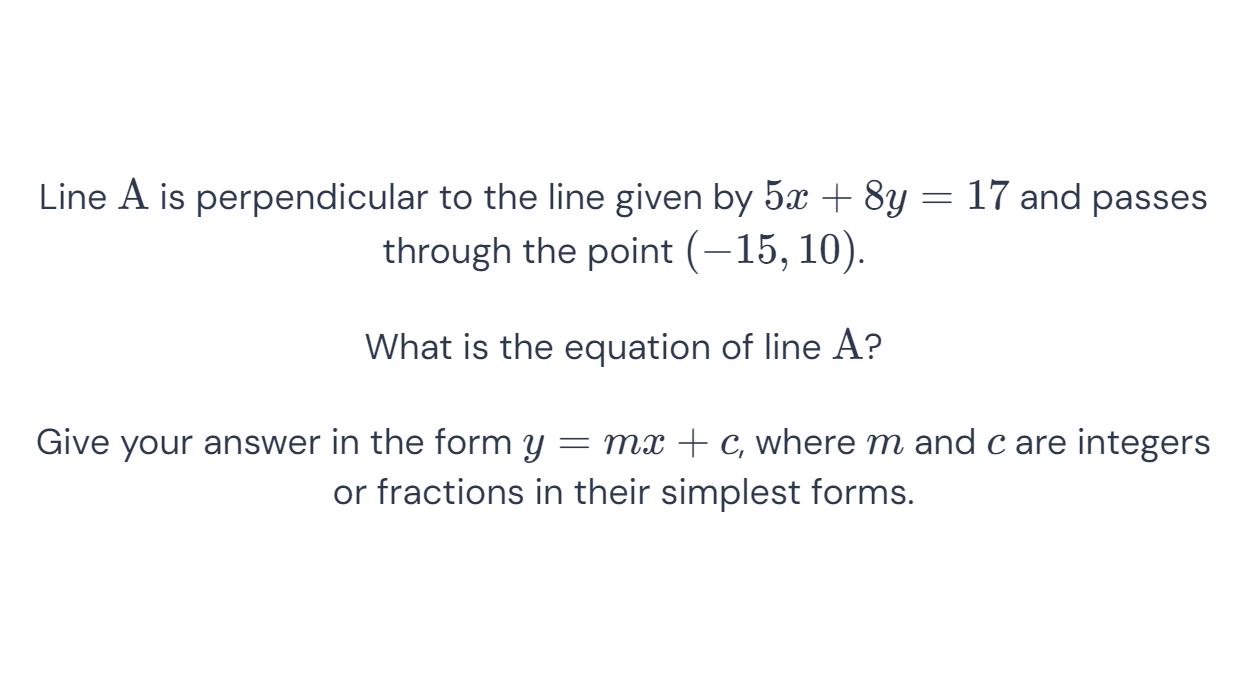 Line A is perpendicular to the line given by 5x + 8y = 17 and passes
through the point (−15, 10).
What is the equation of line A?
Give your answer in the form y = mx + c, where m and c are integers
or fractions in their simplest forms.